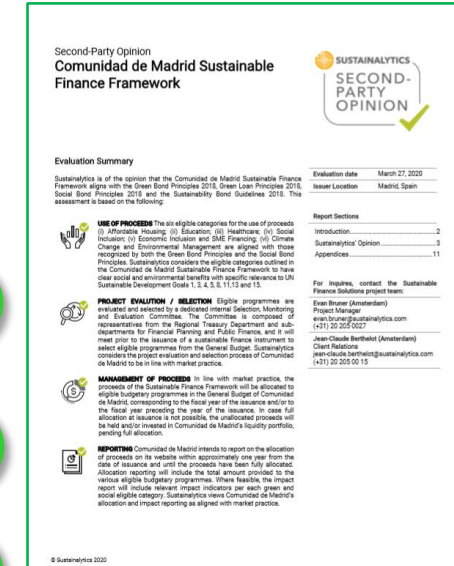 Second-Party Opinion
Comunidad de Madrid Sustainable
Finance Framework
SUSTAINALYTICS
SECOND-
PARTY
OPINION
Evaluation Summary
Sustainalytics is of the opinion that the Comunidad de Madrid Sustainable Finance
Framework aligns with the Green Bond Principles 2018, Green Loan Principles 2018,
Social Bond Principles 2018 and the Sustainability Bond Guidelines 2018. This
assessment is based on the following:
USE OF PROCEEDS The six eligible categories for the use of proceeds
(i) Affordable Housing; (ii) Education; (iii) Healthcare; (iv) Social
Inclusion; (v) Economic Inclusion and SME Financing; (vi) Climate
Change and Environmental Management are aligned with those
recognized by both the Green Bond Principles and the Social Bond
Principles. Sustainalytics considers the eligible categories outlined in
the Comunidad de Madrid Sustainable Finance Framework to have
clear social and environmental benefits with specific relevance to UN
Sustainable Development Goals 1, 3, 4, 5, 8, 11,13 and 15.
PROJECT EVALUTION / SELECTION Eligible programmes are
evaluated and selected by a dedicated internal Selection, Monitoring
and Evaluation Committee. The Committee is composed of
representatives from the Regional Treasury Department and sub-
departments for Financial Planning and Public Finance, and it will
meet prior to the issuance of a sustainable finance instrument to
select eligible programmes from the General Budget. Sustainalytics
considers the project evaluation and selection process of Comunidad
de Madrid to be in line with market practice.
MANAGEMENT OF PROCEEDS In line with market practice, the
proceeds of the Sustainable Finance Framework will be allocated to
eligible budgetary programmes in the General Budget of Comunidad
de Madrid, corresponding to the fiscal year of the issuance and/or to
the fiscal year preceding the year of the issuance. In case full
allocation at issuance is not possible, the unallocated proceeds will
be held and/or invested in Comunidad de Madrid's liquidity portfolio,
pending full allocation.
REPORTING Comunidad de Madrid intends to report on the allocation
of proceeds on its website within approximately one year from the
date of issuance and until the proceeds have been fully allocated.
Allocation reporting will include the total amount provided to the
various eligible budgetary programmes. Where feasible, the impact
report will include relevant impact indicators per each green and
social eligible category. Sustainalytics views Comunidad de Madrid's
allocation and impact reporting as aligned with market practice.
Evaluation date March 27, 2020
Issuer Location Madrid, Spain
Report Sections
Introduction 2
Sustainalytics' Opinion 3
Appendices 11
For inquires, contact the Sustainable
Finance Solutions project team:
Evan Bruner (Amsterdam)
Project Manager
evan.bruner@sustainalytics.com
(+31) 20 205 0027
Jean-Claude Berthelot (Amsterdam)
Client Relations
jean-claude.berthelot@sustainalytics.com
(+31) 20 205 00 15
© Sustainalytics 2020